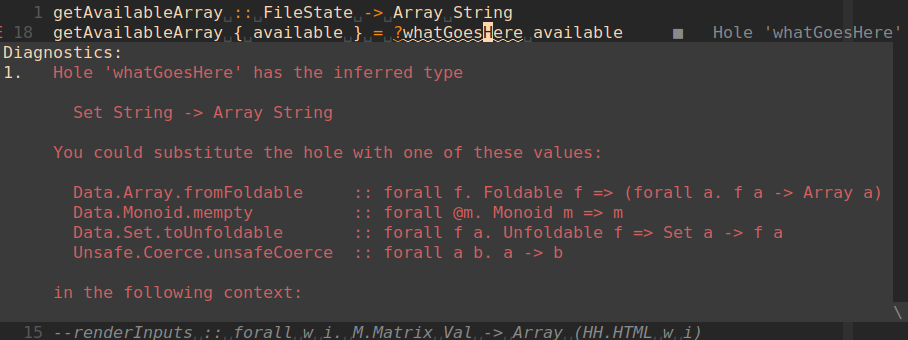 1 getAvailableArray :: FileState -> Array String
E 18 getAvailableArray { available } = ?whatGoesHere available ■ Hole 'whatGoesHere'
Diagnostics:
1. Hole 'whatGoesHere' has the inferred type
Set String -> Array String
You could substitute the hole with one of these values:
Data.Array.fromFoldable :: forall f. Foldable f => (forall a. f a -> Array a)
Data.Monoid.mempty :: forall @m. Monoid m => m
Data.Set.toUnfoldable :: forall f a. Unfoldable f => Set a -> f a
Unsafe.Coerce.unsafeCoerce :: forall a b. a -> b
in the following context:
\
15 --renderInputs :: forall w i. M.Matrix Val -> Array (HH.HTML w i)